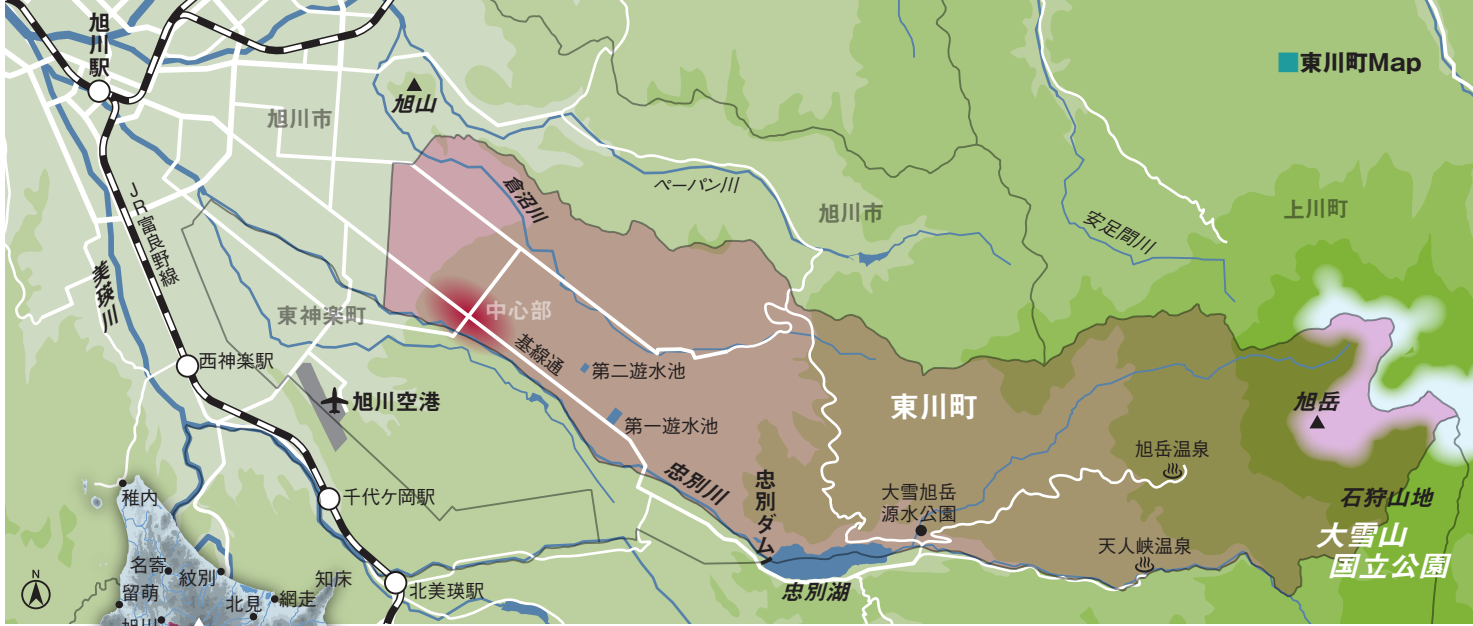 東川町Map
旭川駅
旭山
旭川市
倉沼川
ペーパン川
旭川市
安足間川
上川町
JR富良野線
美瑛川
東神楽町
中心部
基線通
西神楽駅
旭川空港
第二遊水池
第一遊水池
東川町
旭岳
旭岳温泉
忠別川
忠別ダム
大雪旭岳
源水公園
石狩山地
大雪山
国立公園
天人峡温泉
忠別湖
千代ケ岡駅
北美瑛駅
稚内
名寄
紋別
知床
留萌
北見
網走
旭川
N